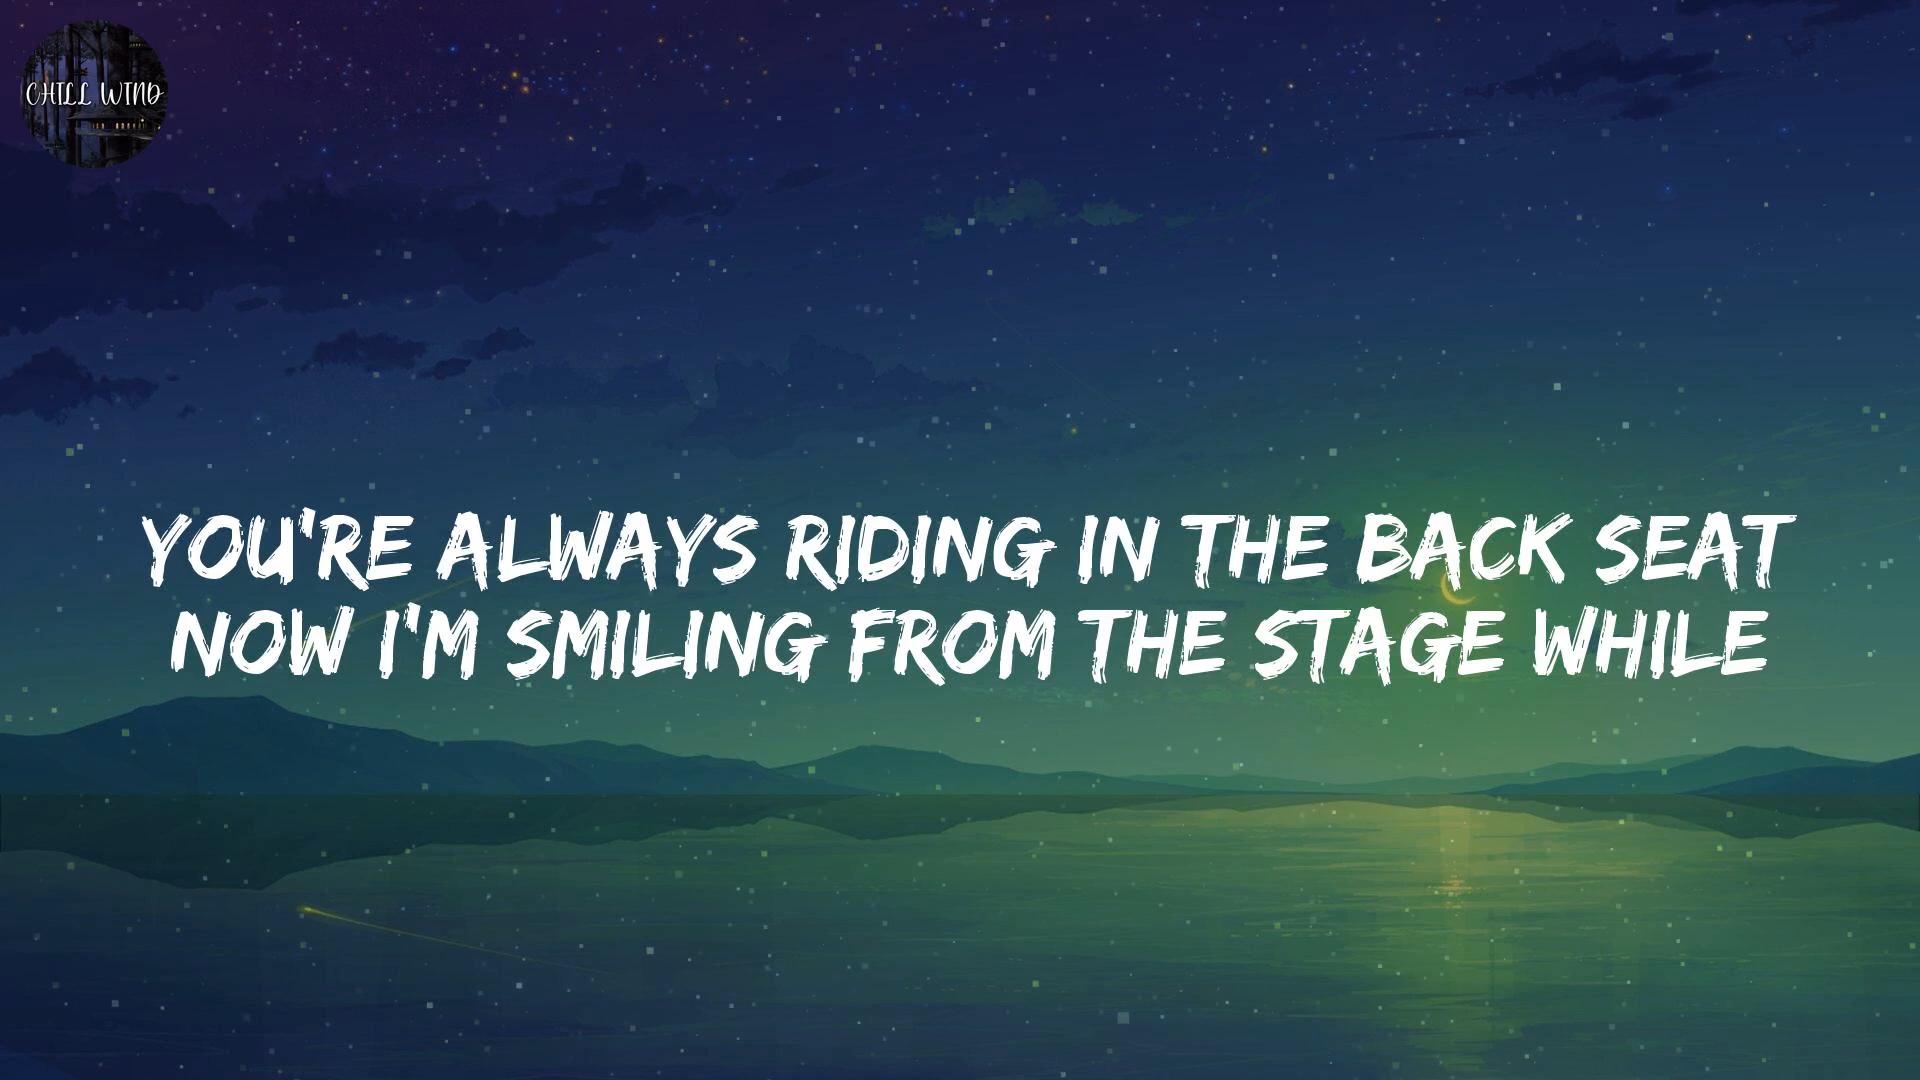 CHILL WIND
YOU'RE ALWAYS RIDING IN THE BACK SEAT
NOW I'M SMILING FROM THE STAGE WHILE